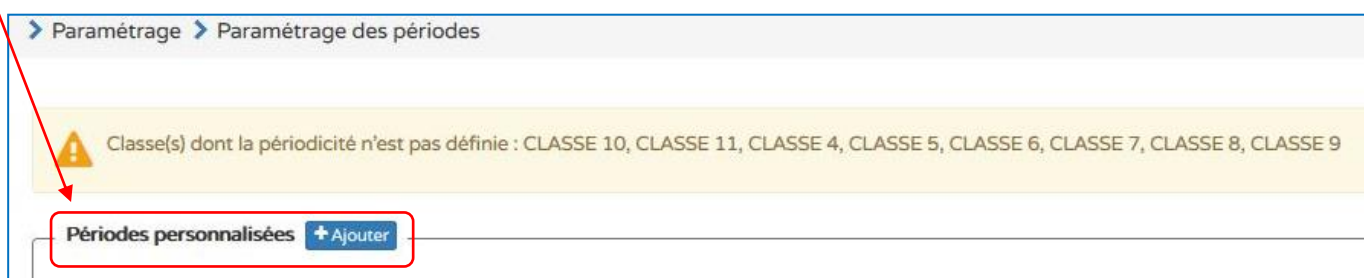 Paramétrage Paramétrage des périodes
Classe(s) dont la périodicité n'est pas définie : CLASSE 10, CLASSE 11, CLASSE 4, CLASSE 5, CLASSE 6, CLASSE 7, CLASSE 8, CLASSE 9
Périodes personnalisées +Ajouter